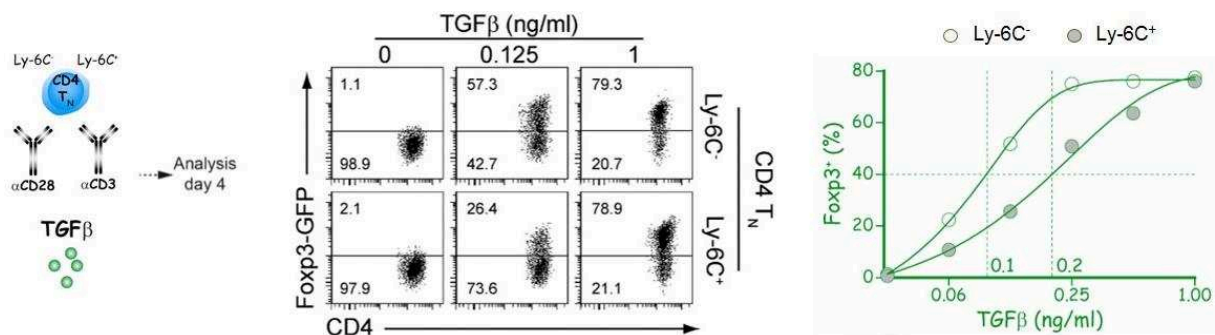 Ly-6C⁻ Ly-6C⁺
CD4
T_N
αCD28 αCD3
Analysis
day 4
TGFβ
TGFβ (ng/ml)
0 0.125 1
1.1 57.3 79.3
98.9 42.7 20.7
Ly-6C⁻
2.1 26.4 78.9
97.9 73.6 21.1
Ly-6C⁺
CD4 T_N
Foxp3-GFP
CD4
Ly-6C⁻ Ly-6C⁺
80
60
40
20
0
Foxp3⁺ (%)
0.1 0.2
0.06 0.25 1.00
TGFβ (ng/ml)